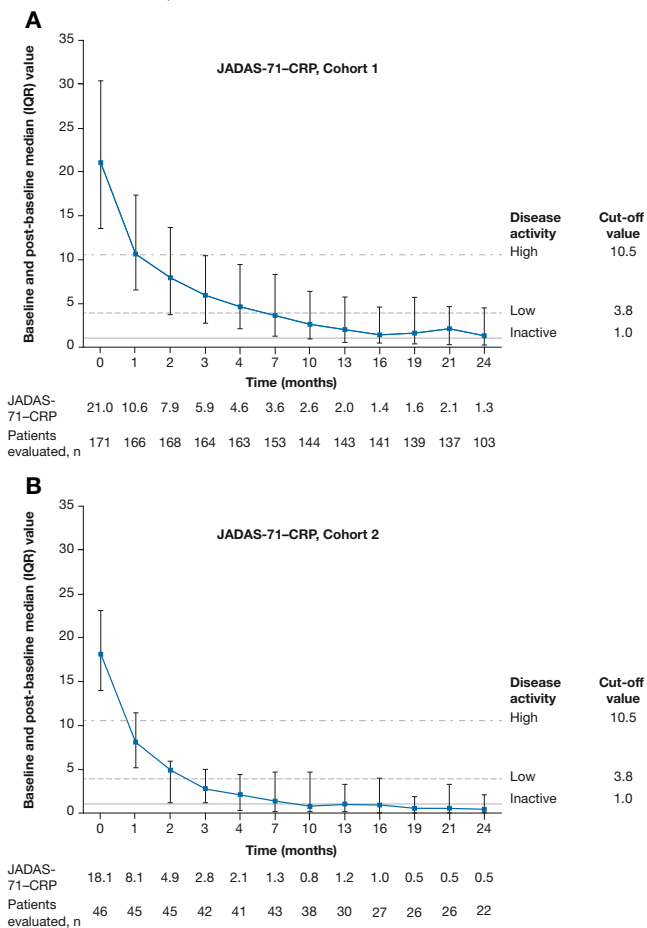 A
JADAS-71–CRP, Cohort 1
Baseline and post-baseline median (IQR) value
35
30
25
20
15
10
5
0
Disease activity Cut-off value
High 10.5
Low 3.8
Inactive 1.0
0 1 2 3 4 7 10 13 16 19 21 24
Time (months)
JADAS-
71–CRP 21.0 10.6 7.9 5.9 4.6 3.6 2.6 2.0 1.4 1.6 2.1 1.3
Patients
evaluated, n 171 166 168 164 163 153 144 143 141 139 137 103
B
JADAS-71–CRP, Cohort 2
Baseline and post-baseline median (IQR) value
35
30
25
20
15
10
5
0
Disease activity Cut-off value
High 10.5
Low 3.8
Inactive 1.0
0 1 2 3 4 7 10 13 16 19 21 24
Time (months)
JADAS-
71–CRP 18.1 8.1 4.9 2.8 2.1 1.3 0.8 1.2 1.0 0.5 0.5 0.5
Patients
evaluated, n 46 45 45 42 41 43 38 30 27 26 26 22